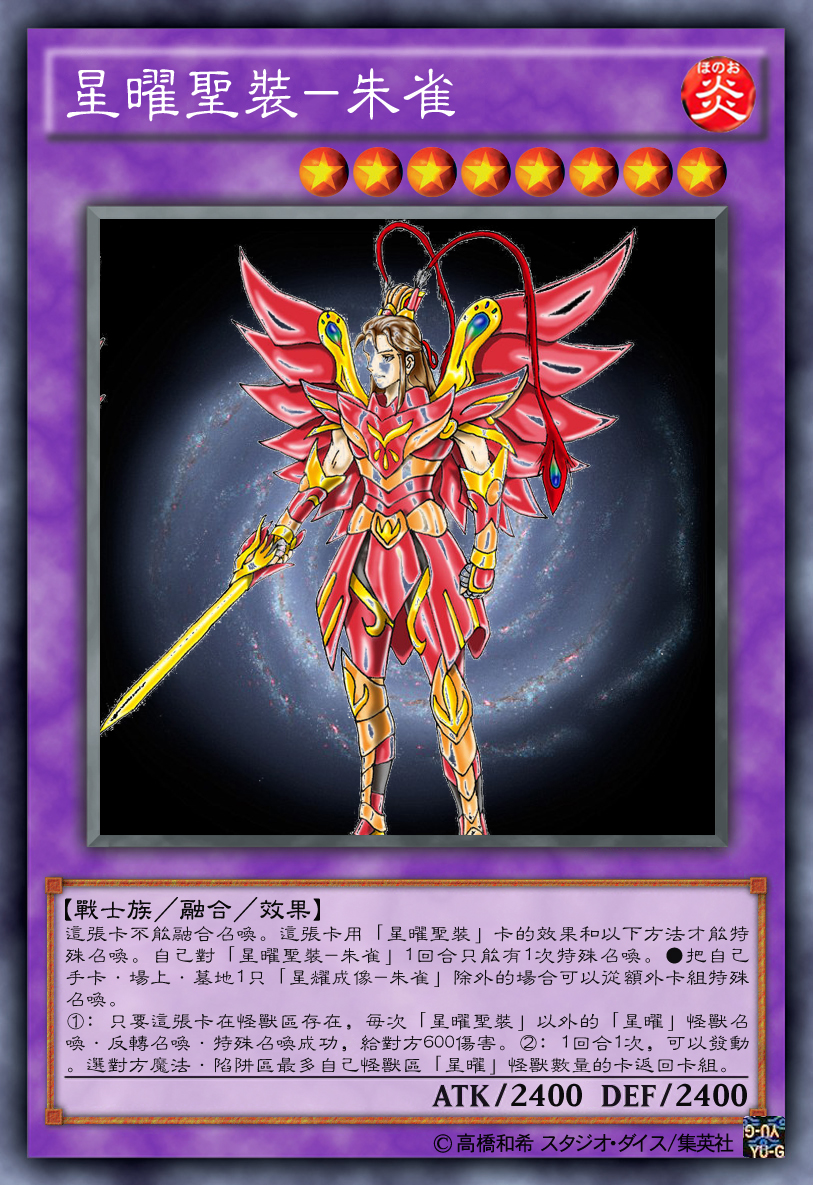 星曜聖裝－朱雀
ほのお
炎
【戰士族／融合／效果】
這張卡不能融合召喚。這張卡用「星曜聖裝」卡的效果和以下方法才能特
殊召喚。自己對「星曜聖裝－朱雀」1回合只能有1次特殊召喚。●把自己
手卡·場上·墓地1只「星耀成像－朱雀」除外的場合可以從額外卡組特殊
召喚。
①：只要這張卡在怪獸區存在，每次「星曜聖裝」以外的「星曜」怪獸召
喚·反轉召喚·特殊召喚成功，給對方600傷害。②：1回合1次，可以發動
。選對方魔法·陷阱區最多自己怪獸區「星曜」怪獸數量的卡返回卡組。
ATK/2400 DEF/2400
©高橋和希 スタジオ・ダイス/集英社
YU-G
YU-G